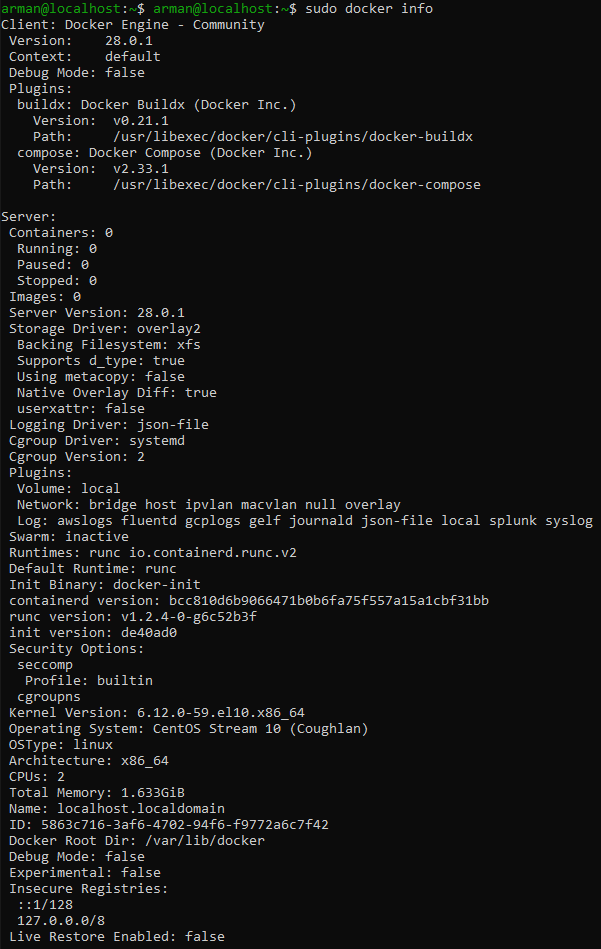 arman@localhost:~$ arman@localhost:~$ sudo docker info
Client: Docker Engine - Community
 Version:    28.0.1
 Context:    default
 Debug Mode: false
 Plugins:
  buildx: Docker Buildx (Docker Inc.)
    Version:  v0.21.1
    Path:     /usr/libexec/docker/cli-plugins/docker-buildx
  compose: Docker Compose (Docker Inc.)
    Version:  v2.33.1
    Path:     /usr/libexec/docker/cli-plugins/docker-compose

Server:
 Containers: 0
  Running: 0
  Paused: 0
  Stopped: 0
 Images: 0
 Server Version: 28.0.1
 Storage Driver: overlay2
  Backing Filesystem: xfs
  Supports d_type: true
  Using metacopy: false
  Native Overlay Diff: true
  userxattr: false
 Logging Driver: json-file
 Cgroup Driver: systemd
 Cgroup Version: 2
 Plugins:
  Volume: local
  Network: bridge host ipvlan macvlan null overlay
  Log: awslogs fluentd gcplogs gelf journald json-file local splunk syslog
 Swarm: inactive
 Runtimes: runc io.containerd.runc.v2
 Default Runtime: runc
 Init Binary: docker-init
 containerd version: bcc810d6b9066471b0b6fa75f557a15a1cbf31bb
 runc version: v1.2.4-0-g6c52b3f
 init version: de40ad0
 Security Options:
  seccomp
   Profile: builtin
  cgroupns
 Kernel Version: 6.12.0-59.el10.x86_64
 Operating System: CentOS Stream 10 (Coughlan)
 OSType: linux
 Architecture: x86_64
 CPUs: 2
 Total Memory: 1.633GiB
 Name: localhost.localdomain
 ID: 5863c716-3af6-4702-94f6-f9772a6c7f42
 Docker Root Dir: /var/lib/docker
 Debug Mode: false
 Experimental: false
 Insecure Registries:
  ::1/128
  127.0.0.0/8
 Live Restore Enabled: false